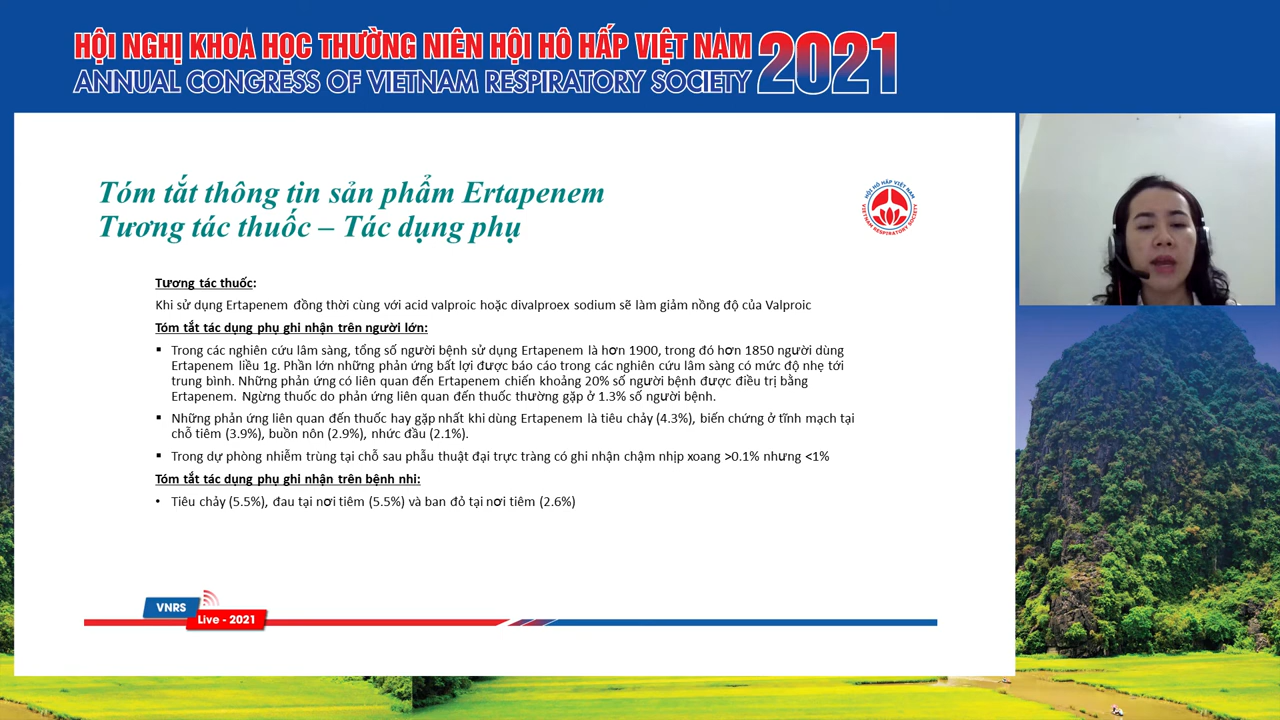 HỘI NGHỊ KHOA HỌC THƯỜNG NIÊN HỘI HÔ HẤP VIỆT NAM 2021
ANNUAL CONGRESS OF VIETNAM RESPIRATORY SOCIETY
Tóm tắt thông tin sản phẩm Ertapenem
Tương tác thuốc – Tác dụng phụ
HỘI HÔ HẤP VIỆT NAM
VIETNAM RESPIRATORY SOCIETY
Tương tác thuốc:
Khi sử dụng Ertapenem đồng thời cùng với acid valproic hoặc divalproex sodium sẽ làm giảm nồng độ của Valproic
Tóm tắt tác dụng phụ ghi nhận trên người lớn:
▪ Trong các nghiên cứu lâm sàng, tổng số người bệnh sử dụng Ertapenem là hơn 1900, trong đó hơn 1850 người dùng
Ertapenem liều 1g. Phần lớn những phản ứng bất lợi được báo cáo trong các nghiên cứu lâm sàng có mức độ nhẹ tới
trung bình. Những phản ứng có liên quan đến Ertapenem chiến khoảng 20% số người bệnh được điều trị bằng
Ertapenem. Ngừng thuốc do phản ứng liên quan đến thuốc thường gặp ở 1.3% số người bệnh.
▪ Những phản ứng liên quan đến thuốc hay gặp nhất khi dùng Ertapenem là tiêu chảy (4.3%), biến chứng ở tĩnh mạch tại
chỗ tiêm (3.9%), buồn nôn (2.9%), nhức đầu (2.1%).
▪ Trong dự phòng nhiễm trùng tại chỗ sau phẫu thuật đại trực tràng có ghi nhận chậm nhịp xoang >0.1% nhưng <1%
Tóm tắt tác dụng phụ ghi nhận trên bệnh nhi:
• Tiêu chảy (5.5%), đau tại nơi tiêm (5.5%) và ban đỏ tại nơi tiêm (2.6%)
VNRS
Live - 2021